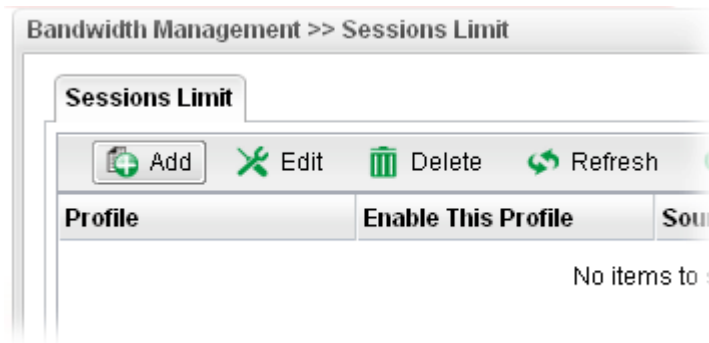 Bandwidth Management >> Sessions Limit
Sessions Limit
Add Edit Delete Refresh
Profile Enable This Profile
No items to